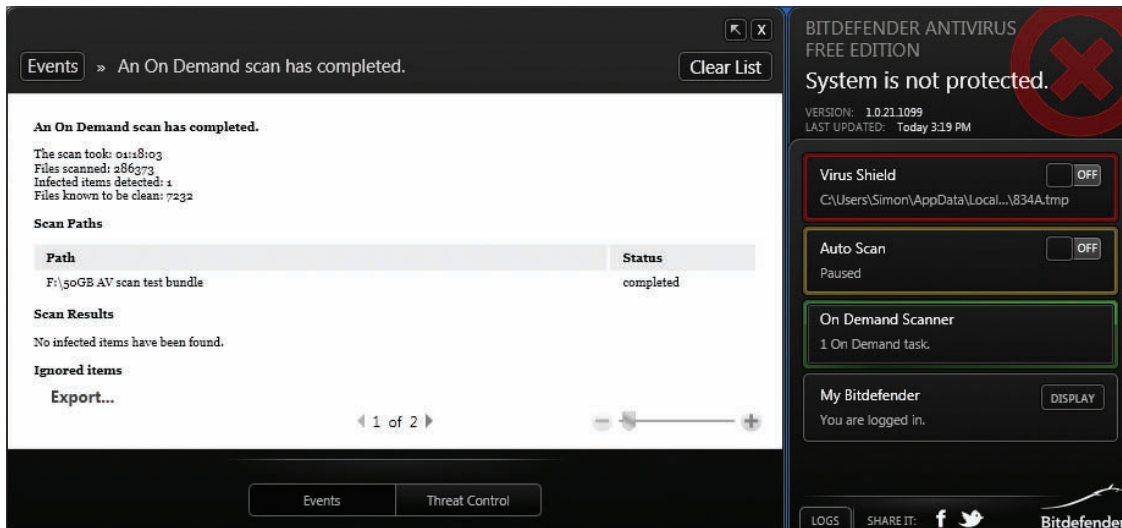 Events » An On Demand scan has completed. Clear List
An On Demand scan has completed.
The scan took: 01:18:03
Files scanned: 286373
Infected items detected: 1
Files known to be clean: 7232
Scan Paths
Path Status
F:\50GB AV scan test bundle completed
Scan Results
No infected items have been found.
Ignored items
Export...
1 of 2
Events Threat Control
BITDEFENDER ANTIVIRUS
FREE EDITION
System is not protected.
VERSION: 1.0.21.1099
LAST UPDATED: Today 3:19 PM
Virus Shield OFF
C:\Users\Simon\AppData\Local...\834A.tmp
Auto Scan OFF
Paused
On Demand Scanner
1 On Demand task.
My Bitdefender DISPLAY
You are logged in.
LOGS SHARE IT: Bitdefender